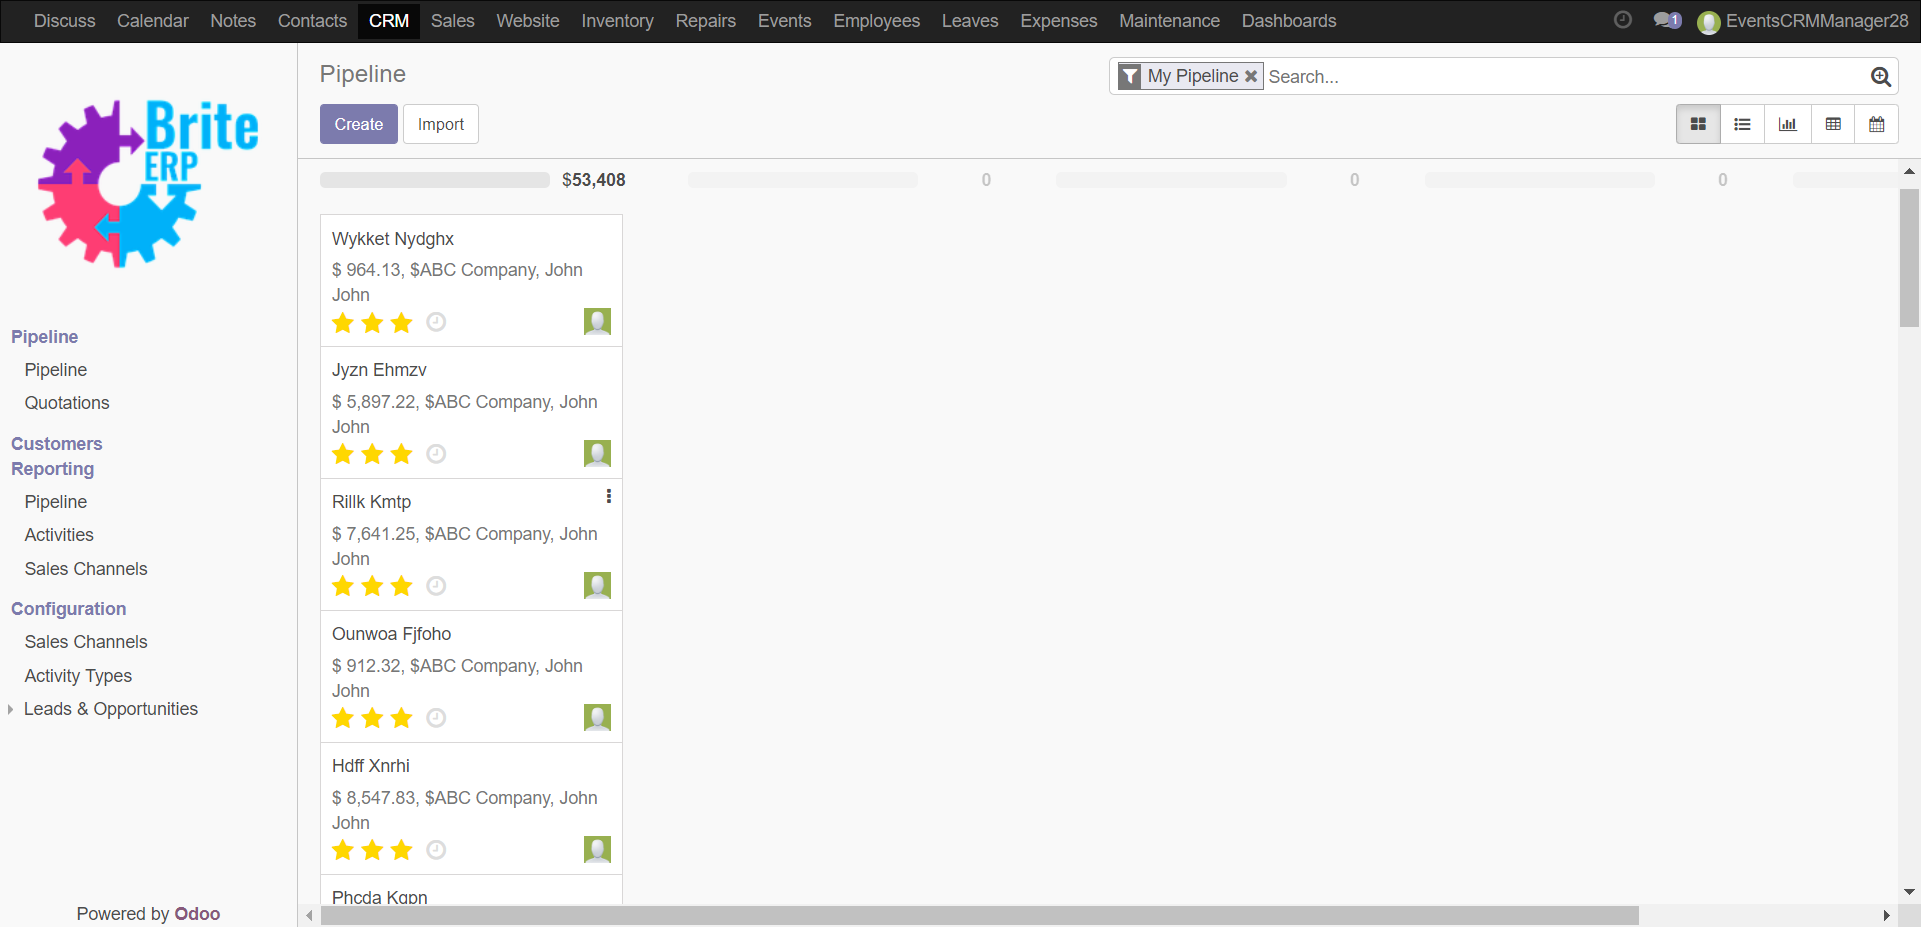 Discuss Calendar Notes Contacts CRM Sales Website Inventory Repairs Events Employees Leaves Expenses Maintenance Dashboards 1 EventsCRMManager28
Brite
ERP
Pipeline
Pipeline
Quotations
Customers
Reporting
Pipeline
Activities
Sales Channels
Configuration
Sales Channels
Activity Types
Leads & Opportunities
Powered by Odoo
Pipeline
My Pipeline Search...
Create Import
$53,408 0 0 0
Wykket Nydghx
$ 964.13, $ABC Company, John
John
Jyzn Ehmzv
$ 5,897.22, $ABC Company, John
John
Rillk Kmtp
$ 7,641.25, $ABC Company, John
John
Ounwoa Fjfoho
$ 912.32, $ABC Company, John
John
Hdff Xnrhi
$ 8,547.83, $ABC Company, John
John
Phcda Kgpn